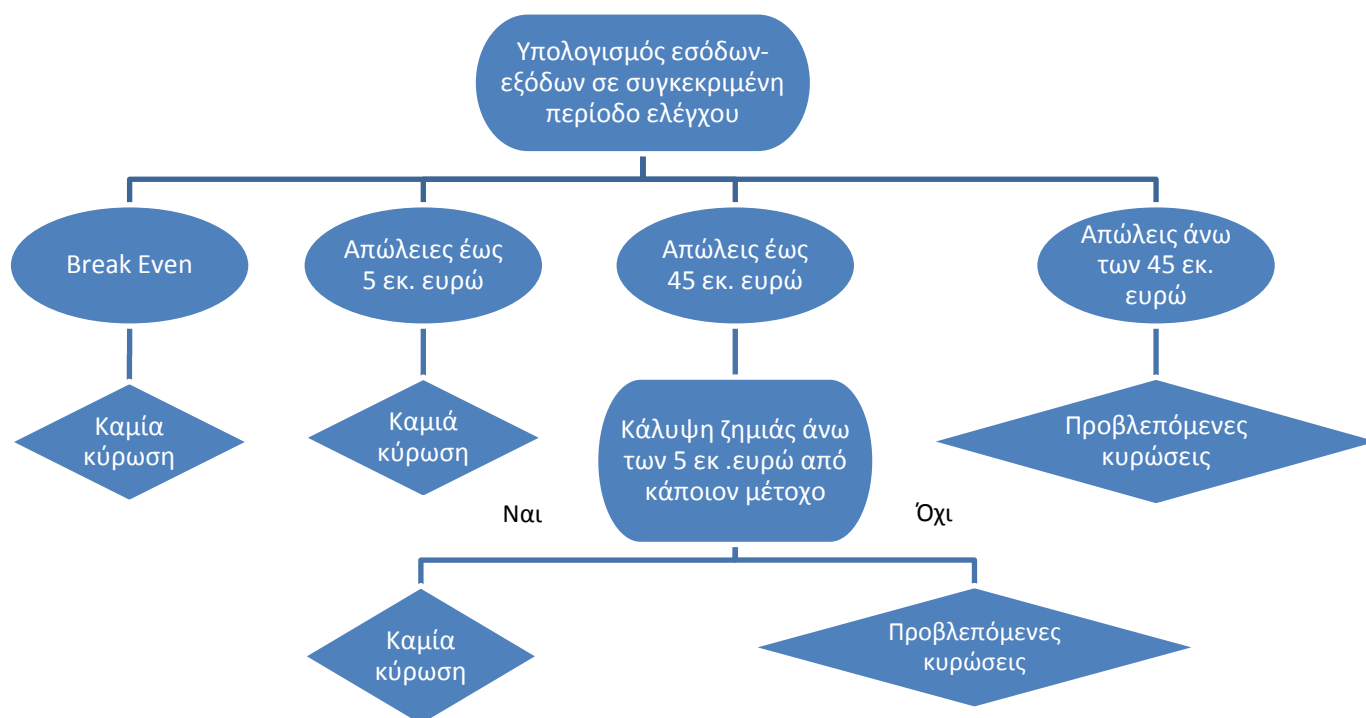 Υπολογισμός εσόδων-
εξόδων σε συγκεκριμένη
περίοδο ελέγχου
Break Even
Απώλειες έως
5 εκ. ευρώ
Απώλεις έως
45 εκ. ευρώ
Απώλεις άνω
των 45 εκ.
ευρώ
Καμία
κύρωση
Καμιά
κύρωση
Κάλυψη ζημιάς άνω
των 5 εκ .ευρώ από
κάποιον μέτοχο
Προβλεπόμενες
κυρώσεις
Ναι
Όχι
Καμία
κύρωση
Προβλεπόμενες
κυρώσεις